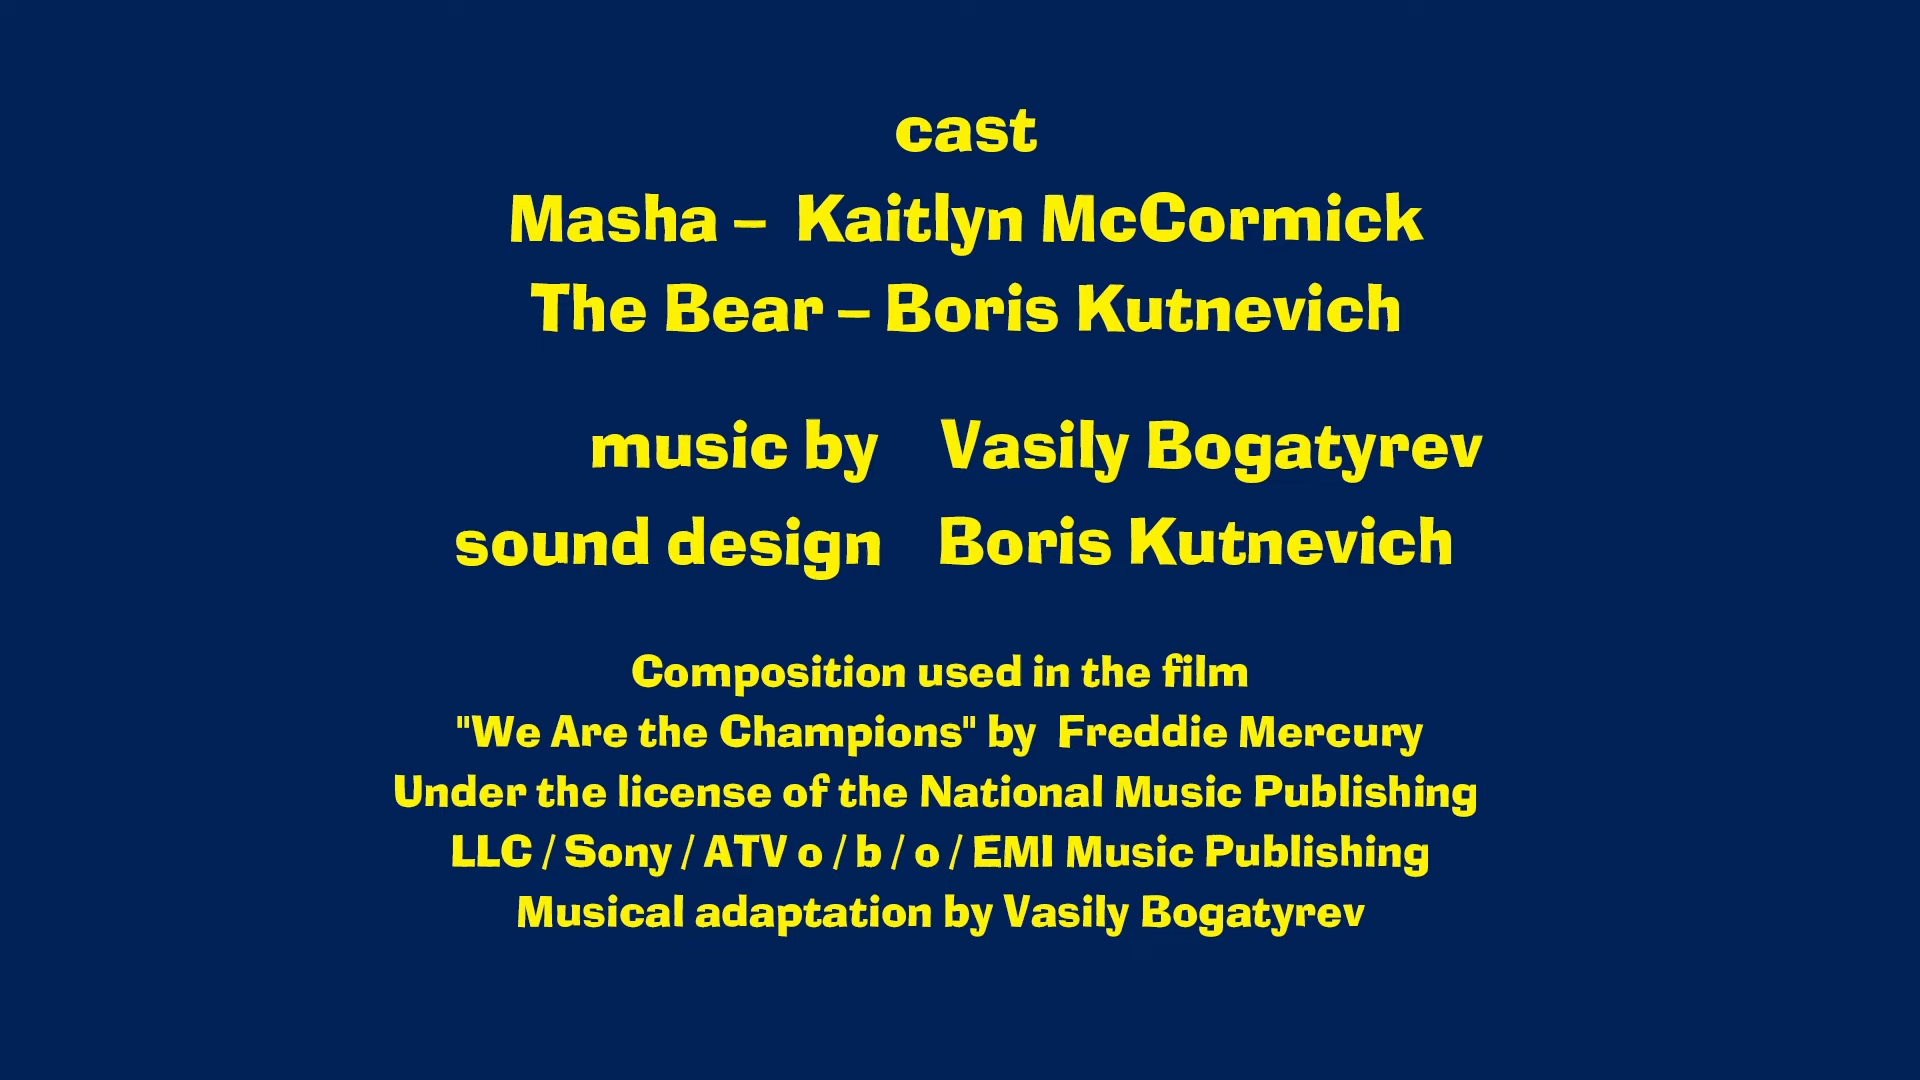 cast
Masha – Kaitlyn McCormick
The Bear – Boris Kutnevich
music by Vasily Bogatyrev
sound design Boris Kutnevich
Composition used in the film
"We Are the Champions" by Freddie Mercury
Under the license of the National Music Publishing
LLC / Sony / ATV o / b / o / EMI Music Publishing
Musical adaptation by Vasily Bogatyrev